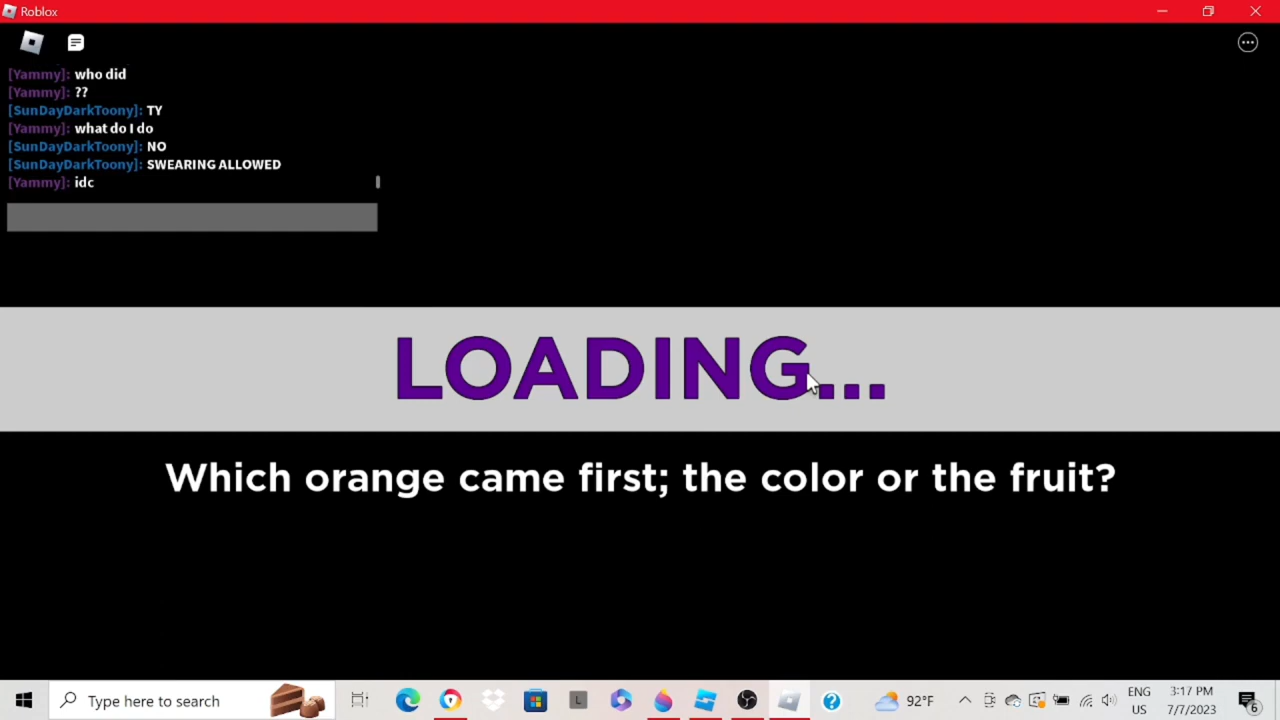 Roblox
[Yammy]: who did
[Yammy]: ??
[SunDayDarkToony]: TY
[Yammy]: what do I do
[SunDayDarkToony]: NO
[SunDayDarkToony]: SWEARING ALLOWED
[Yammy]: idc
LOADING...
Which orange came first; the color or the fruit?
Type here to search
L
92°F
ENG
US
3:17 PM
7/7/2023
6